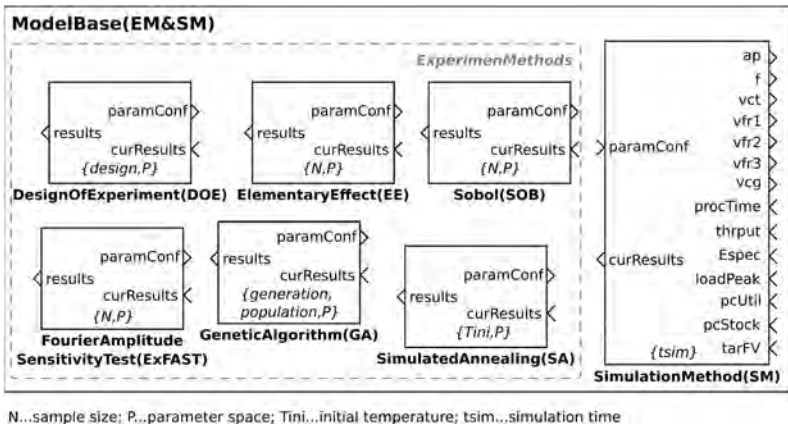 ModelBase(EM&SM)
ExperimenMethods
paramConf
results
curResults
{design,P}
DesignOfExperiment(DOE)
paramConf
results
curResults
{N,P}
ElementaryEffect(EE)
paramConf
results
curResults
{N,P}
Sobol(SOB)
paramConf
results
curResults
{N,P}
FourierAmplitude
SensitivityTest(ExFAST)
paramConf
results
curResults
{generation,
population,P}
GeneticAlgorithm(GA)
paramConf
results
curResults
{Tini,P}
SimulatedAnnealing(SA)
ap
f
vct
vfr1
vfr2
paramConf
vfr3
vcg
procTime
thrput
Espec
curResults
loadPeak
pcUtil
pcStock
tarFV
{tsim}
SimulationMethod(SM)
N...sample size; P...parameter space; Tini...initial temperature; tsim...simulation time